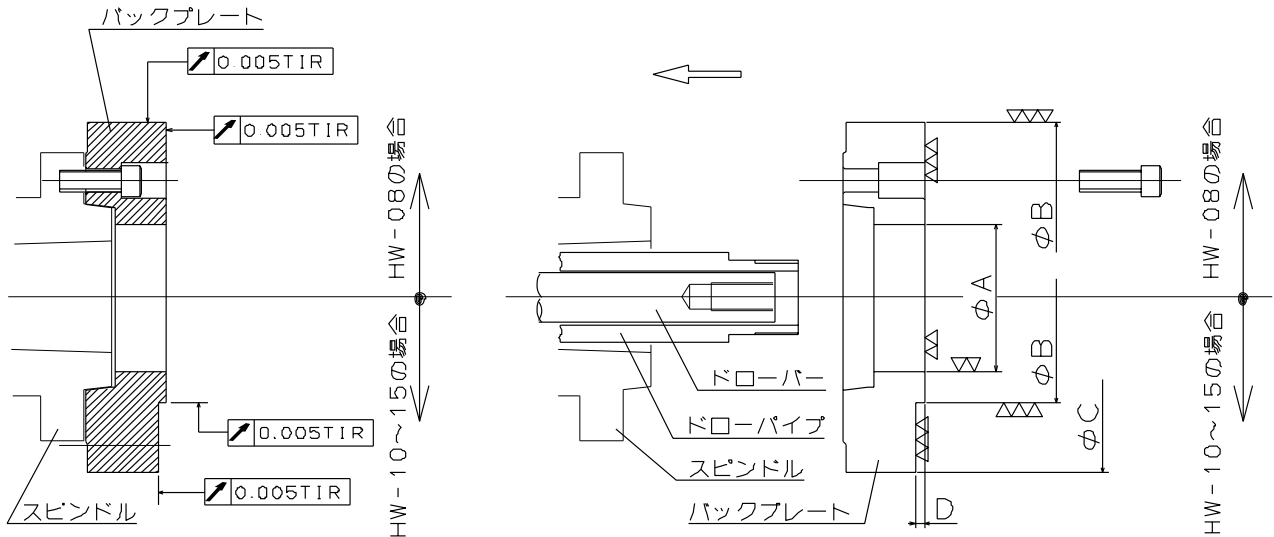 バックプレート
0.005TIR
0.005TIR
HW-08の場合
HW-10~15の場合
0.005TIR
0.005TIR
スピンドル
φB
φA
φB
φC
D
ドローバー
ドローパイプ
スピンドル
バックプレート
HW-08の場合
HW-10~15の場合